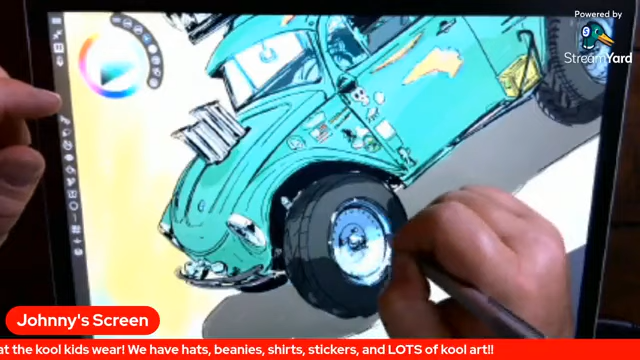 Powered by
StreamYard
Johnny's Screen
at the kool kids wear! We have hats, beanies, shirts, stickers, and LOTS of kool art!!